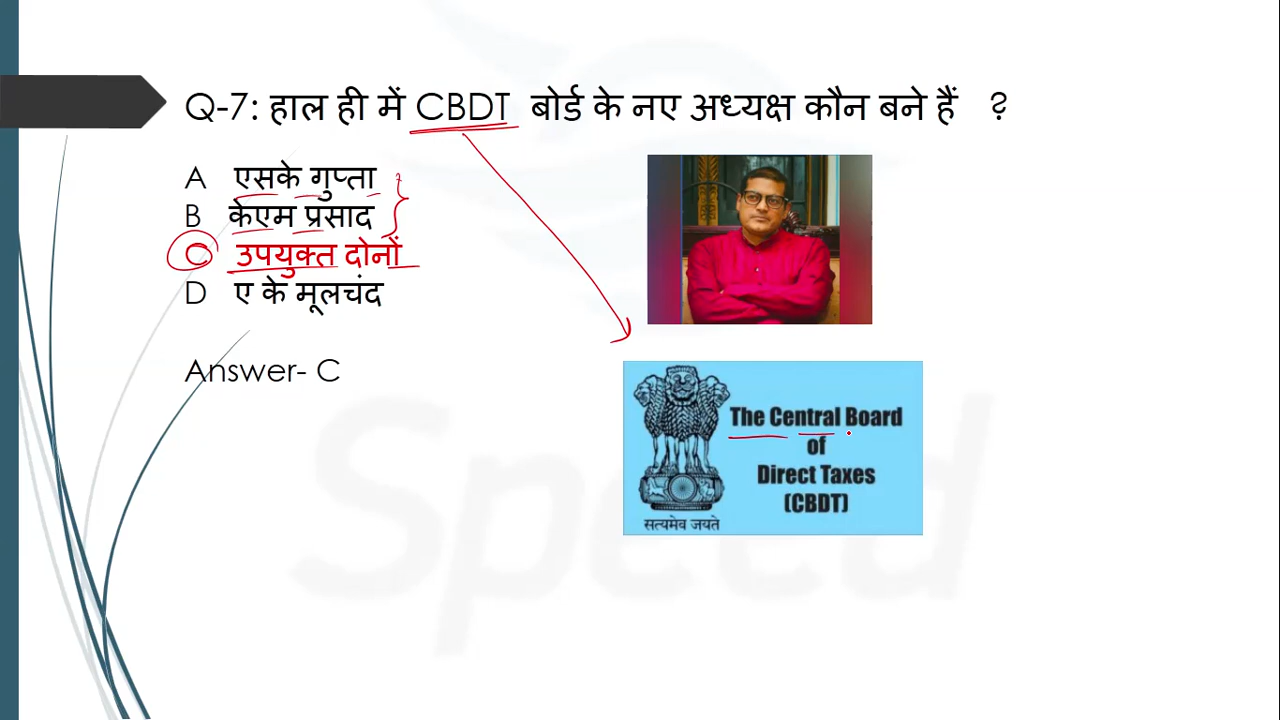 Q-7: हाल ही में CBDT बोर्ड के नए अध्यक्ष कौन बने हैं ?
A एसके गुप्ता
B केएम प्रसाद
C उपयुक्त दोनों
D ए के मूलचंद
Answer- C
The Central Board
of
Direct Taxes
(CBDT)
सत्यमेव जयते
Speed